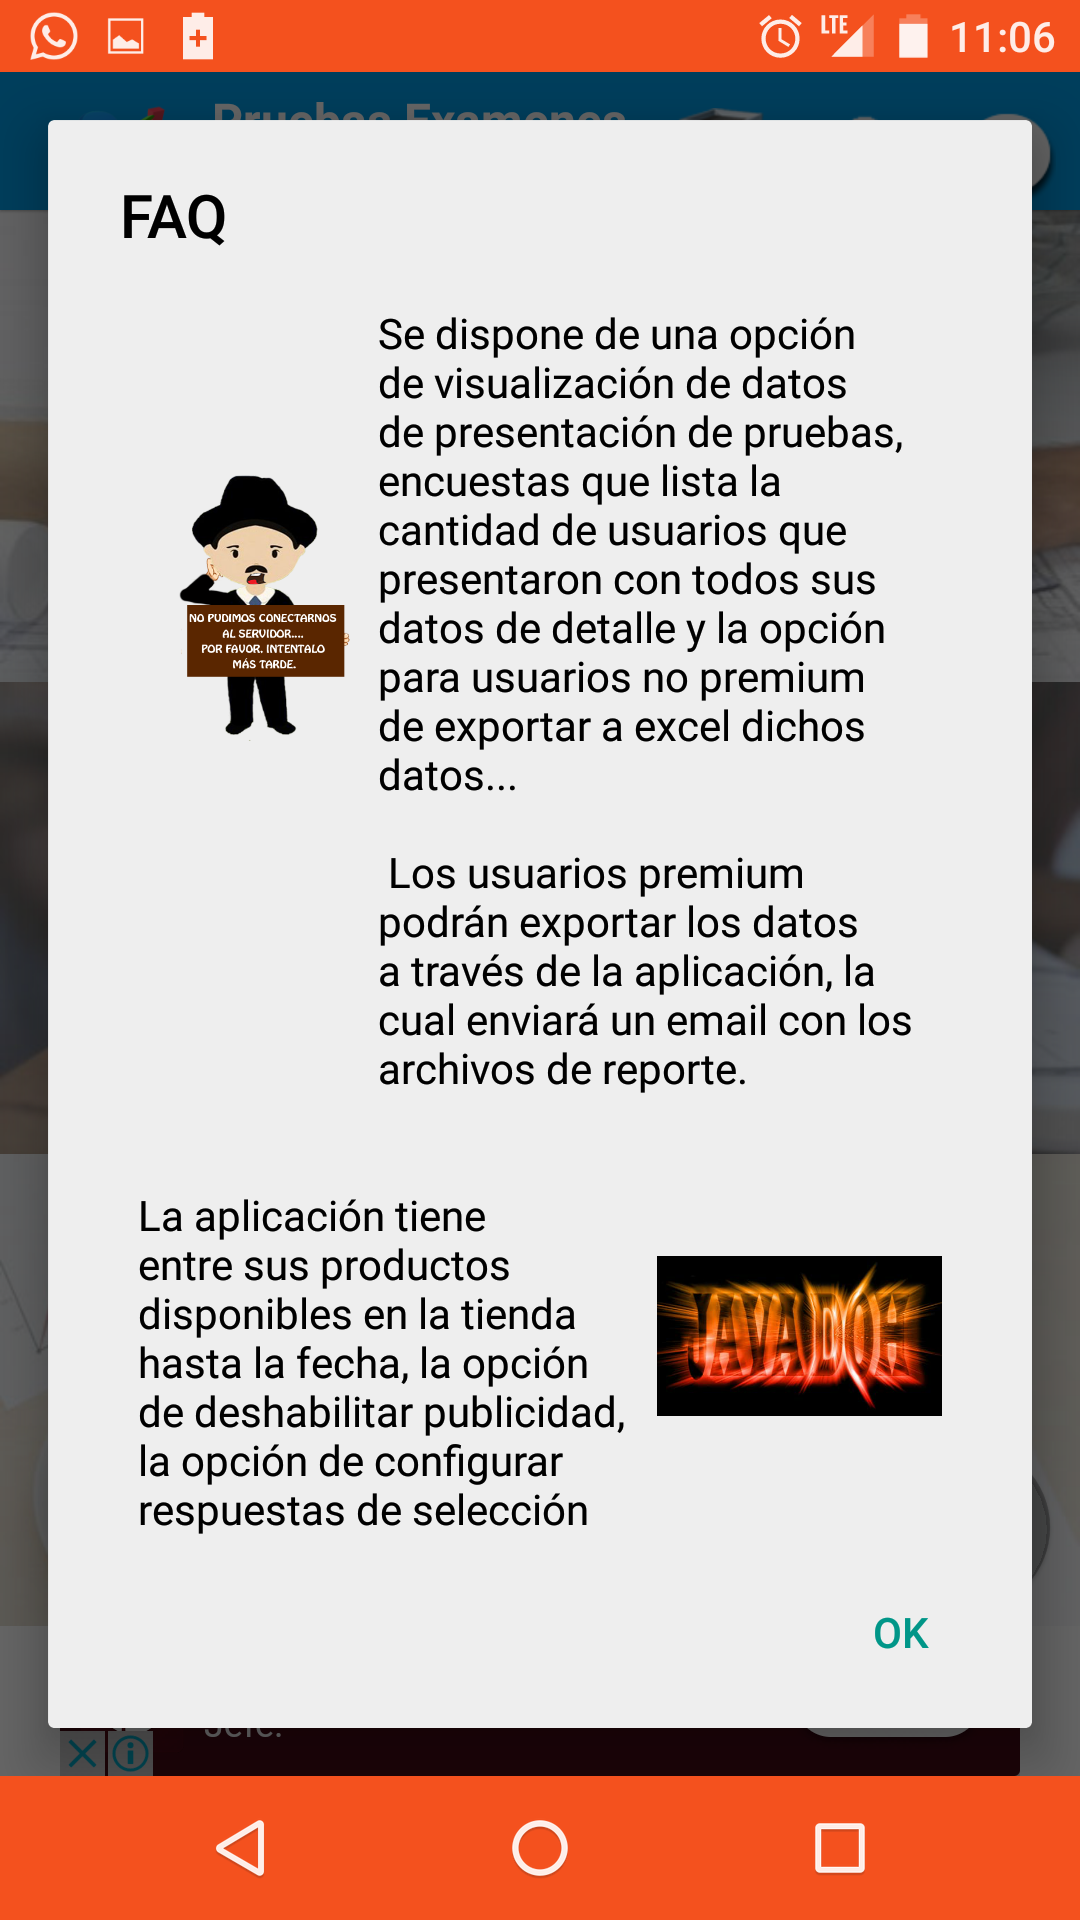 LTE 11:06
Pruebas Examenes
FAQ
Se dispone de una opción
de visualización de datos
de presentación de pruebas,
encuestas que lista la
cantidad de usuarios que
presentaron con todos sus
datos de detalle y la opción
para usuarios no premium
de exportar a excel dichos
datos...
NO PUDIMOS CONECTARNOS
AL SERVIDOR....
POR FAVOR. INTENTALO
MÁS TARDE.
Los usuarios premium
podrán exportar los datos
a través de la aplicación, la
cual enviará un email con los
archivos de reporte.
La aplicación tiene
entre sus productos
disponibles en la tienda
hasta la fecha, la opción
de deshabilitar publicidad,
la opción de configurar
respuestas de selección
JAVADOH
OK